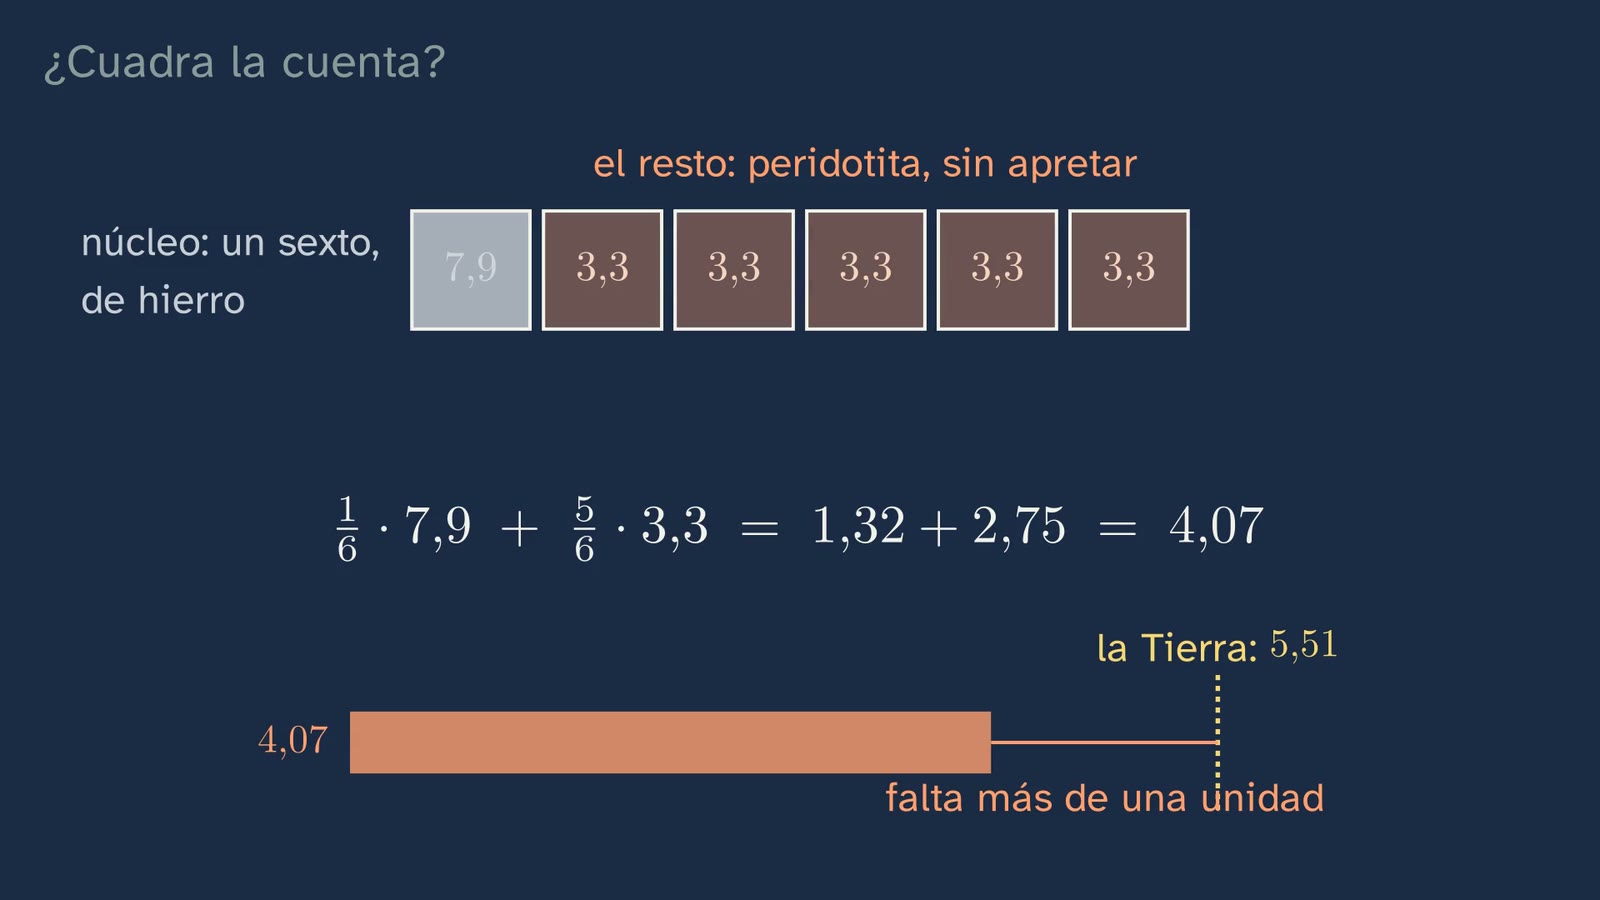 ¿Cuadra la cuenta?
el resto: peridotita, sin apretar
núcleo: un sexto,
de hierro
7,9 3,3 3,3 3,3 3,3 3,3
1/6 · 7,9 + 5/6 · 3,3 = 1,32 + 2,75 = 4,07
la Tierra: 5,51
4,07
falta más de una unidad